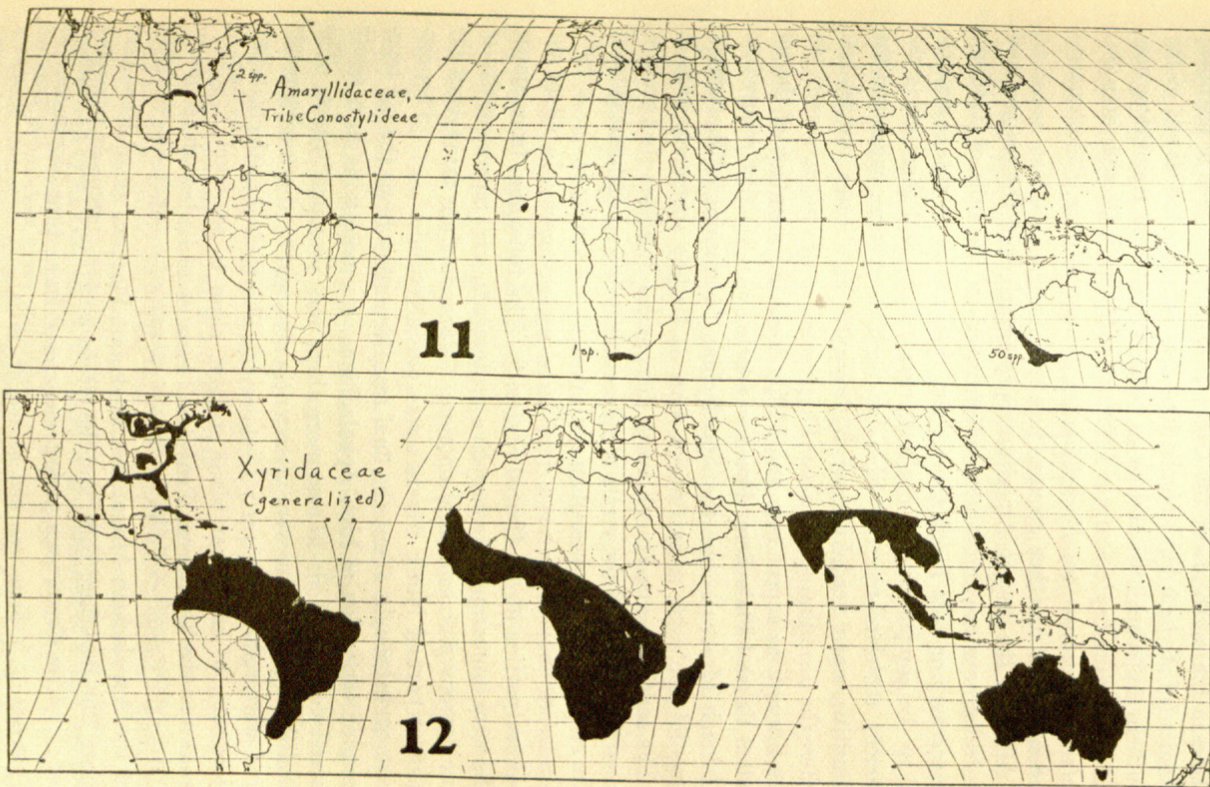 2 spp.
Amaryllidaceae,
Tribe Conostylideae
11
1 sp.
50 spp
Xyridaceae
(generalized)
12